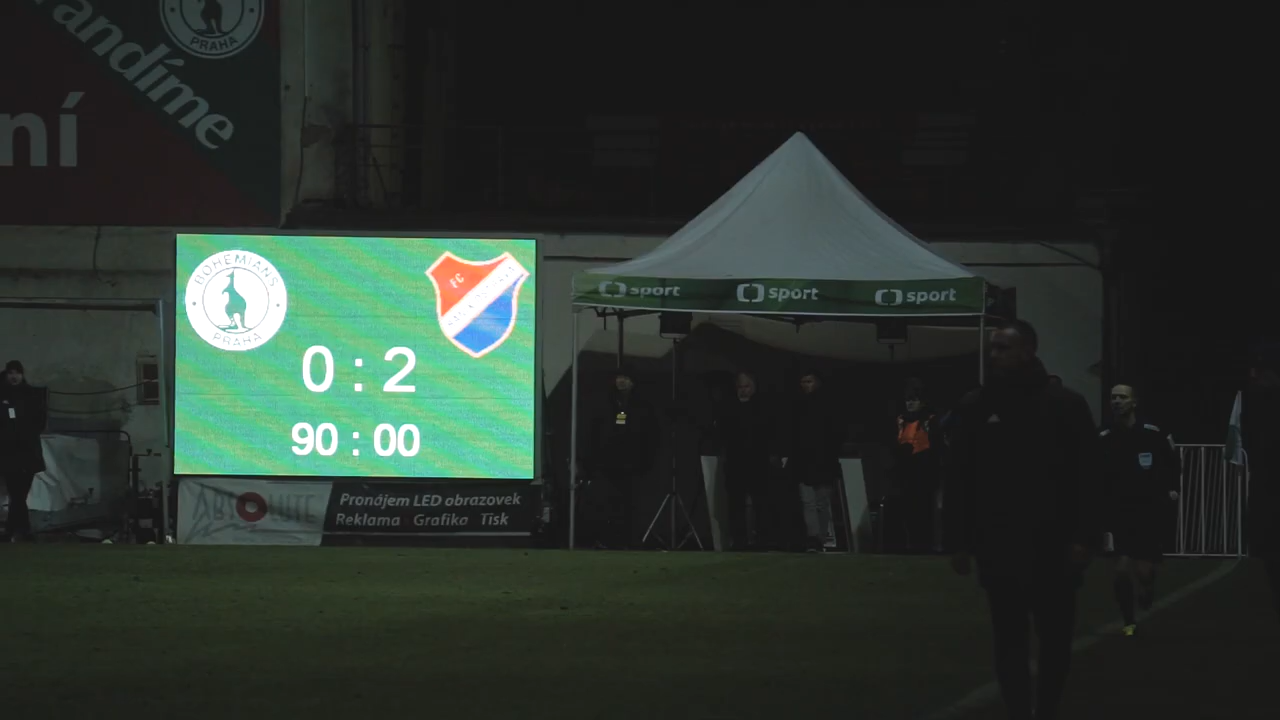 andíme
PRAHA
ní
BOHEMIANS
PRAHA
FC
0 : 2
90 : 00
sport
sport
sport
ABSOLUTE
Pronájem LED obrazovek
Reklama Grafika Tisk